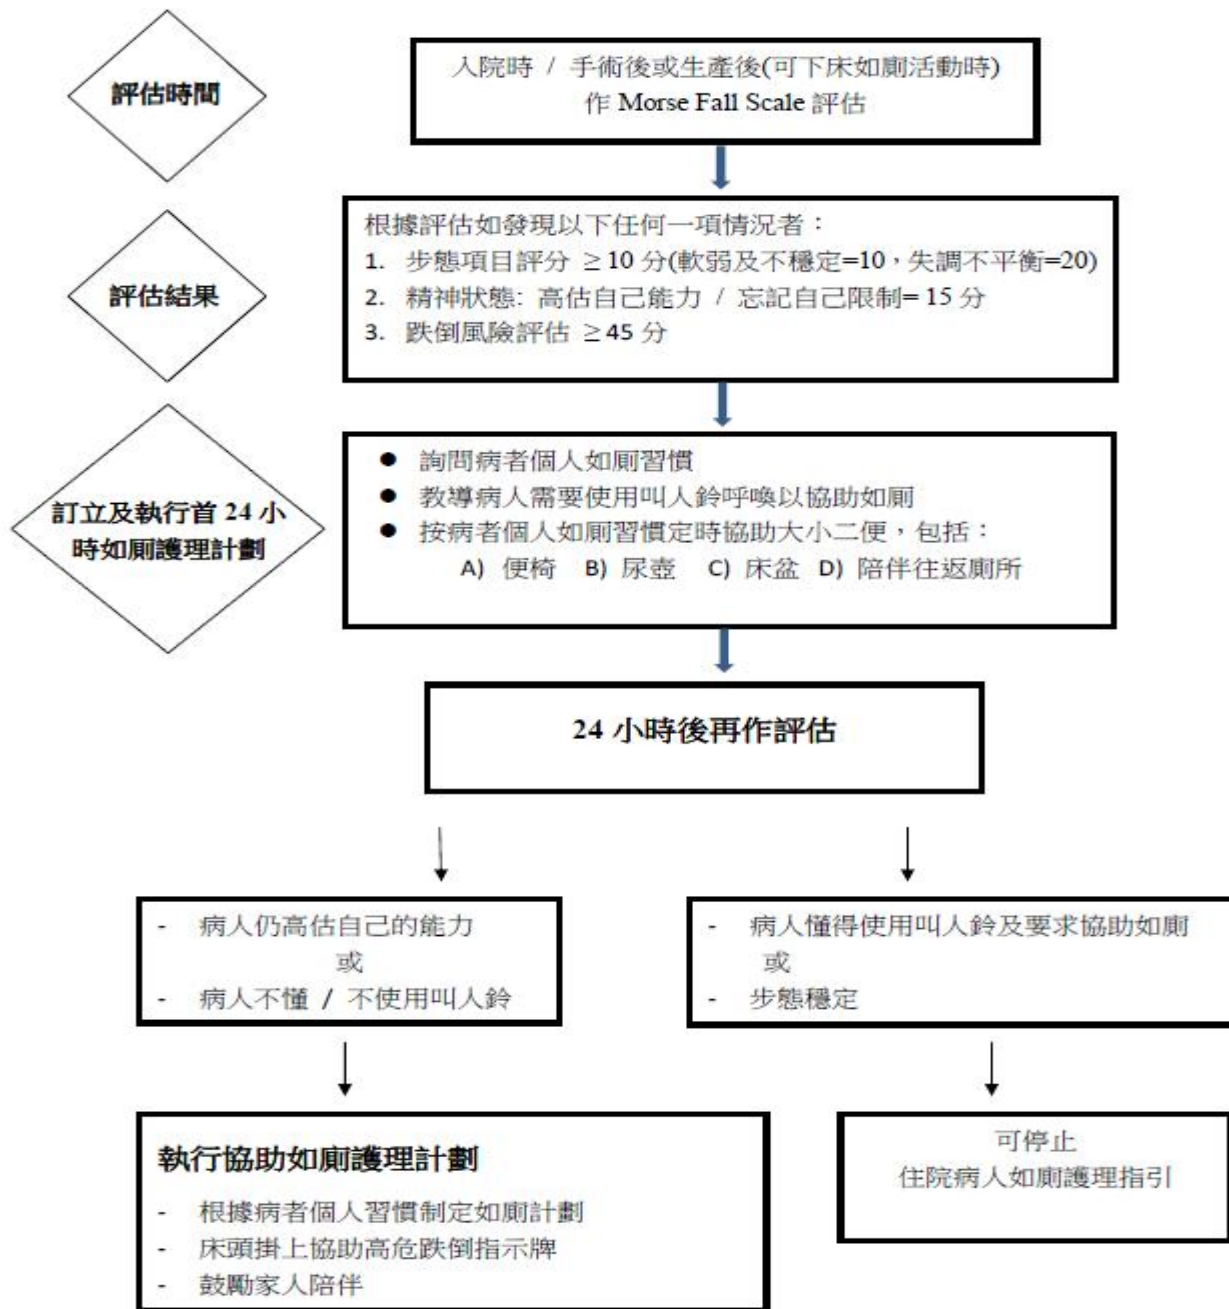 評估時間
入院時 / 手術後或生產後(可下床如廁活動時)
作 Morse Fall Scale 評估
評估結果
根據評估如發現以下任何一項情況者：
1. 步態項目評分 ≥ 10 分(軟弱及不穩定=10，失調不平衡=20)
2. 精神狀態: 高估自己能力 / 忘記自己限制= 15 分
3. 跌倒風險評估 ≥ 45 分
訂立及執行首 24 小
時如廁護理計劃
● 詢問病者個人如廁習慣
● 教導病人需要使用叫人鈴呼喚以協助如廁
● 按病者個人如廁習慣定時協助大小二便，包括：
A) 便椅 B) 尿壺 C) 床盆 D) 陪伴往返廁所
24 小時後再作評估
- 病人仍高估自己的能力
或
- 病人不懂 / 不使用叫人鈴
- 病人懂得使用叫人鈴及要求協助如廁
或
- 步態穩定
執行協助如廁護理計劃
- 根據病者個人習慣制定如廁計劃
- 床頭掛上協助高危跌倒指示牌
- 鼓勵家人陪伴
可停止
住院病人如廁護理指引